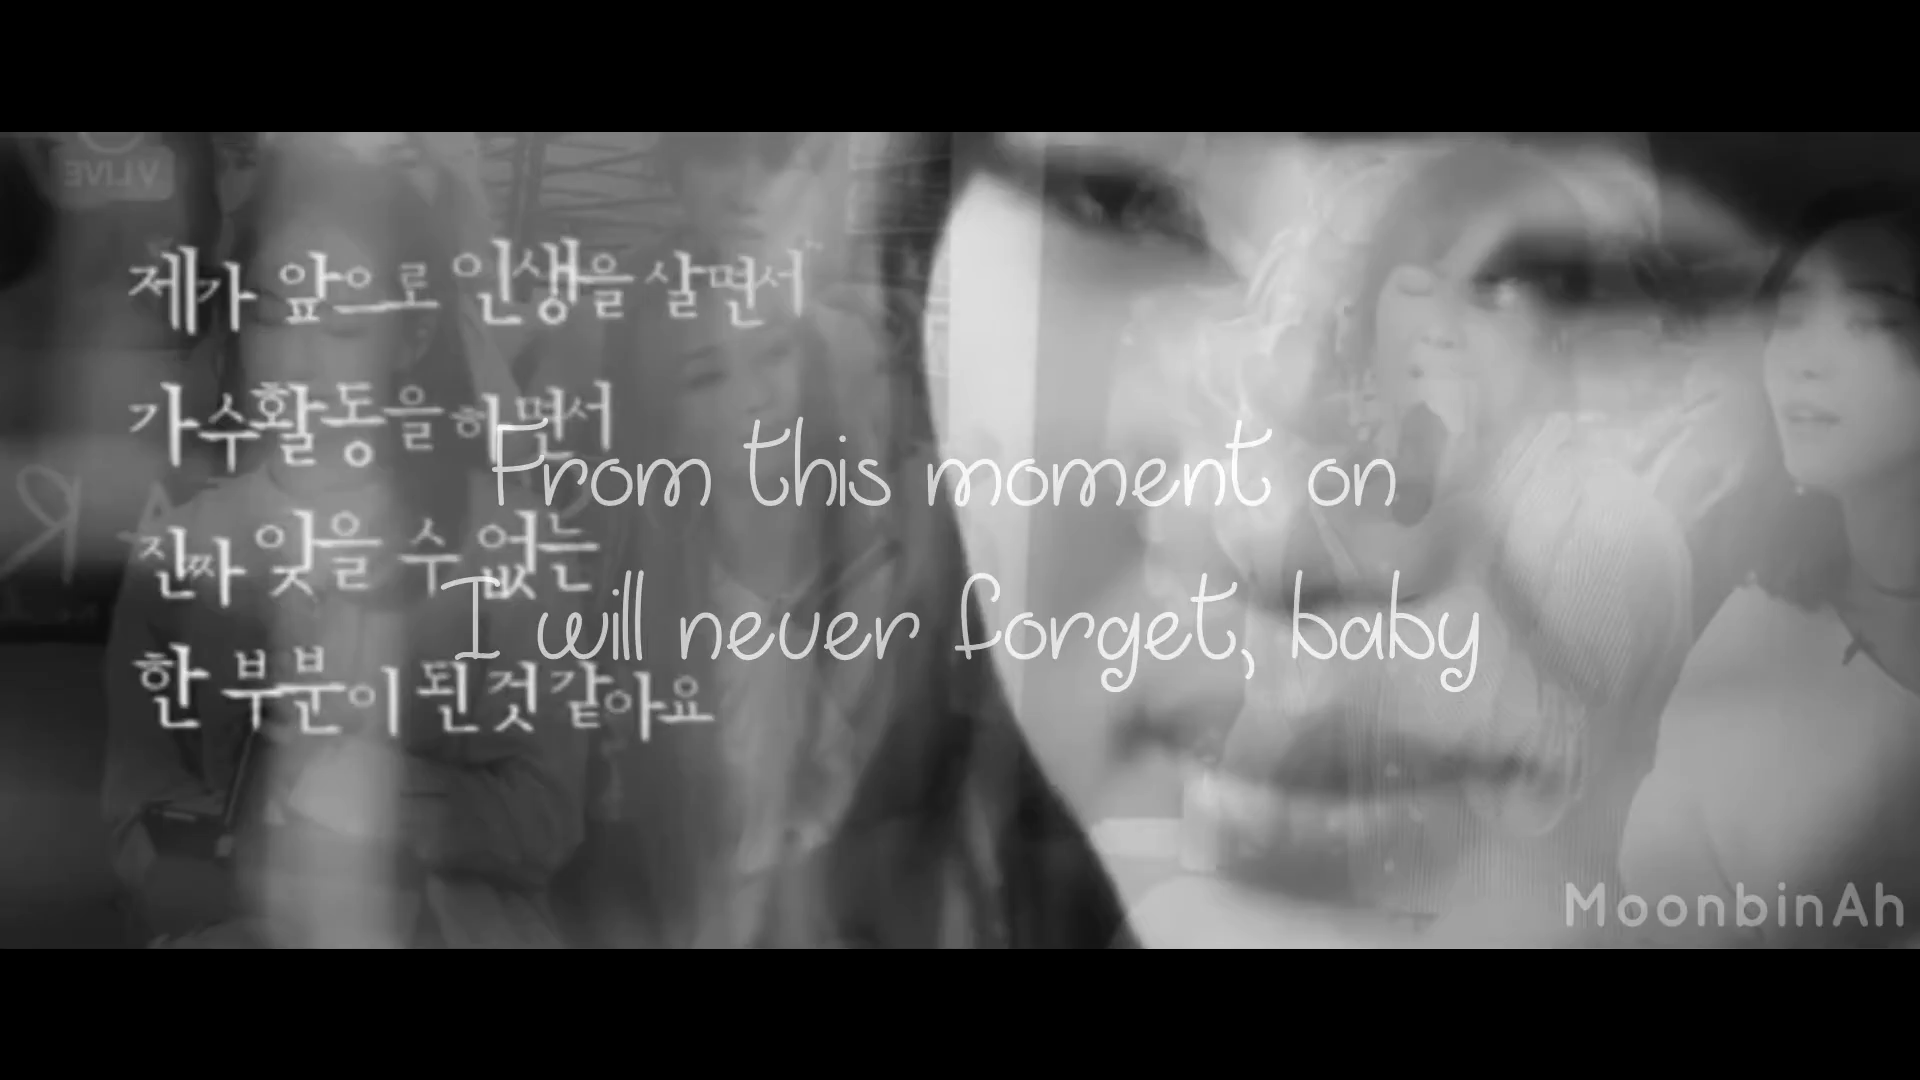 V LIVE
제가 앞으로 인생을 살면서
가수활동을 하면서
진짜 잊을 수 없는
한 부분이 된것 같아요
From this moment on
I will never forget, baby
MoonbinAh